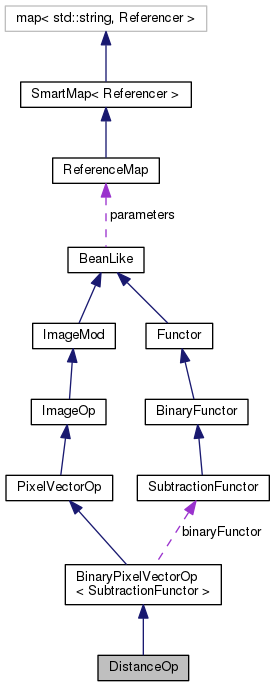 map< std::string, Referencer >
SmartMap< Referencer >
ReferenceMap
parameters
BeanLike
ImageMod
Functor
ImageOp
BinaryFunctor
PixelVectorOp
SubtractionFunctor
binaryFunctor
BinaryPixelVectorOp
< SubtractionFunctor >
DistanceOp